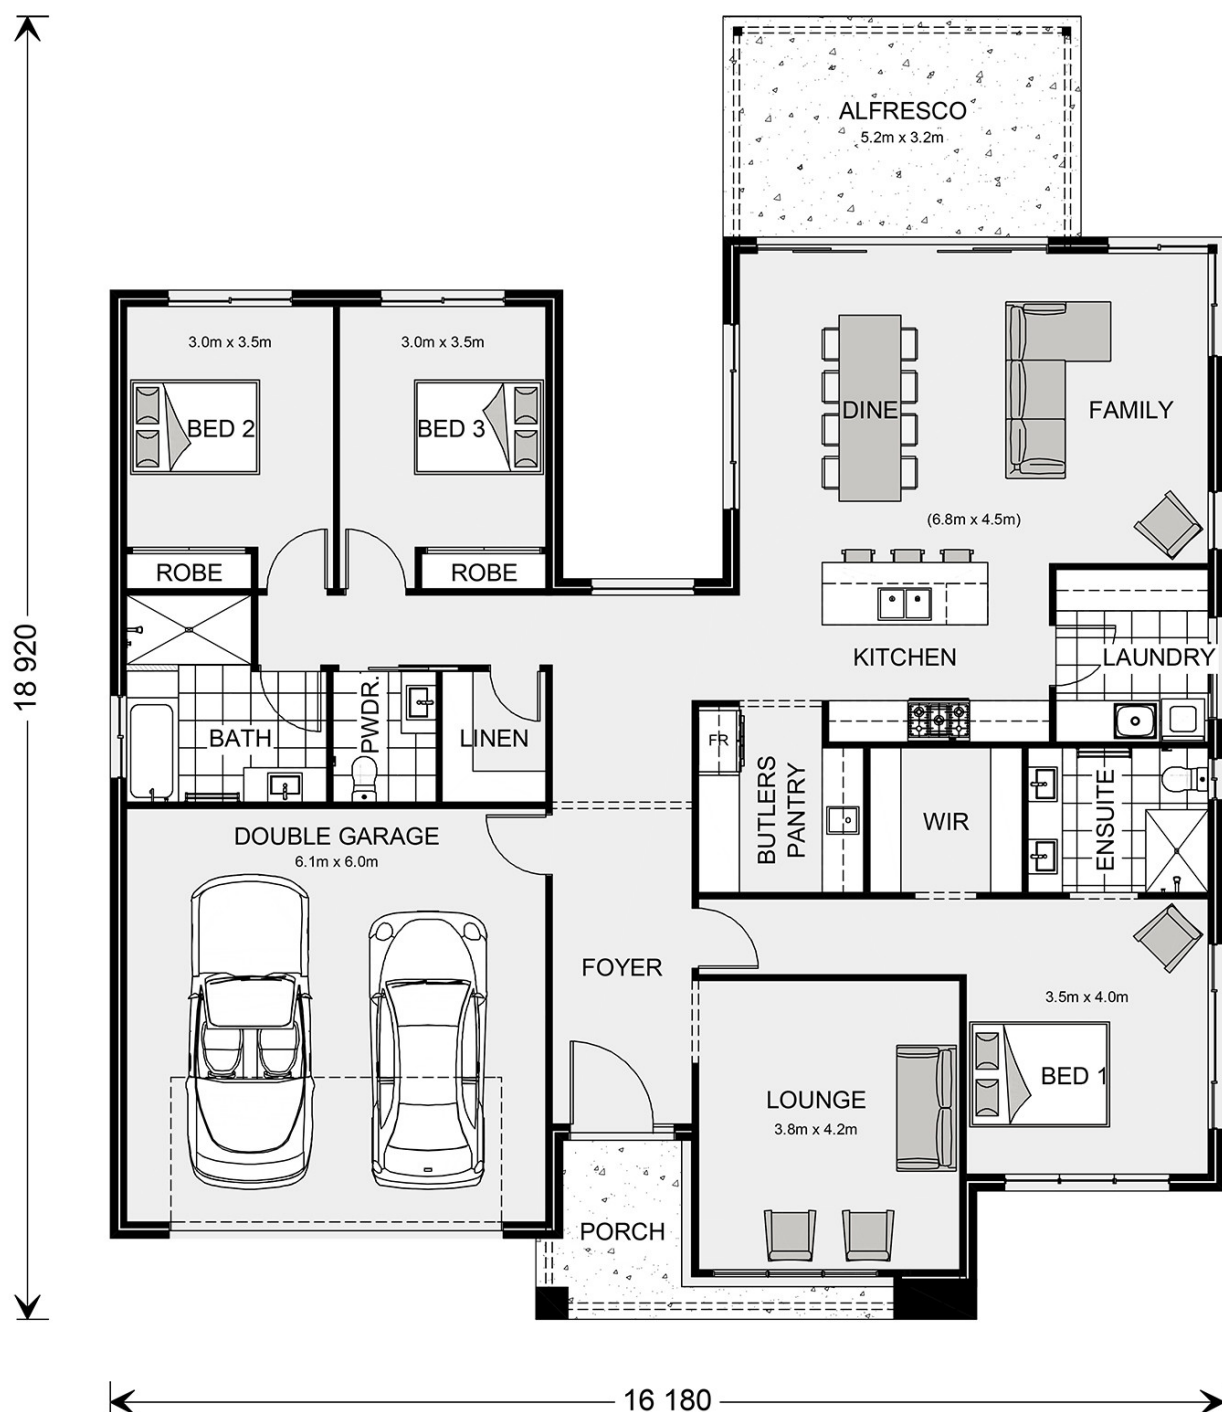 ALFRESCO
5.2m x 3.2m
3.0m x 3.5m
3.0m x 3.5m
BED 2
BED 3
DINE
FAMILY
(6.8m x 4.5m)
ROBE
ROBE
18 920
KITCHEN
LAUNDRY
BATH
PWDR.
LINEN
FR
BUTLERS
PANTRY
WIR
ENSUITE
DOUBLE GARAGE
6.1m x 6.0m
FOYER
3.5m x 4.0m
BED 1
LOUNGE
3.8m x 4.2m
PORCH
16 180